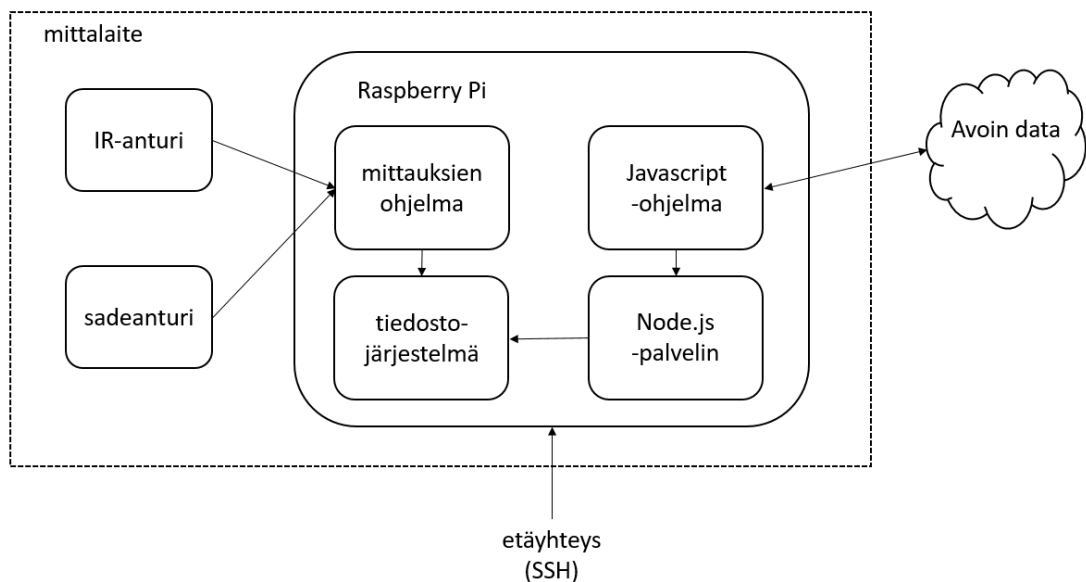 mittalaite
Raspberry Pi
IR-anturi
mittauksien
ohjelma
Javascript
-ohjelma
Avoin data
sadeanturi
tiedosto-
järjestelmä
Node.js
-palvelin
etäyhteys
(SSH)